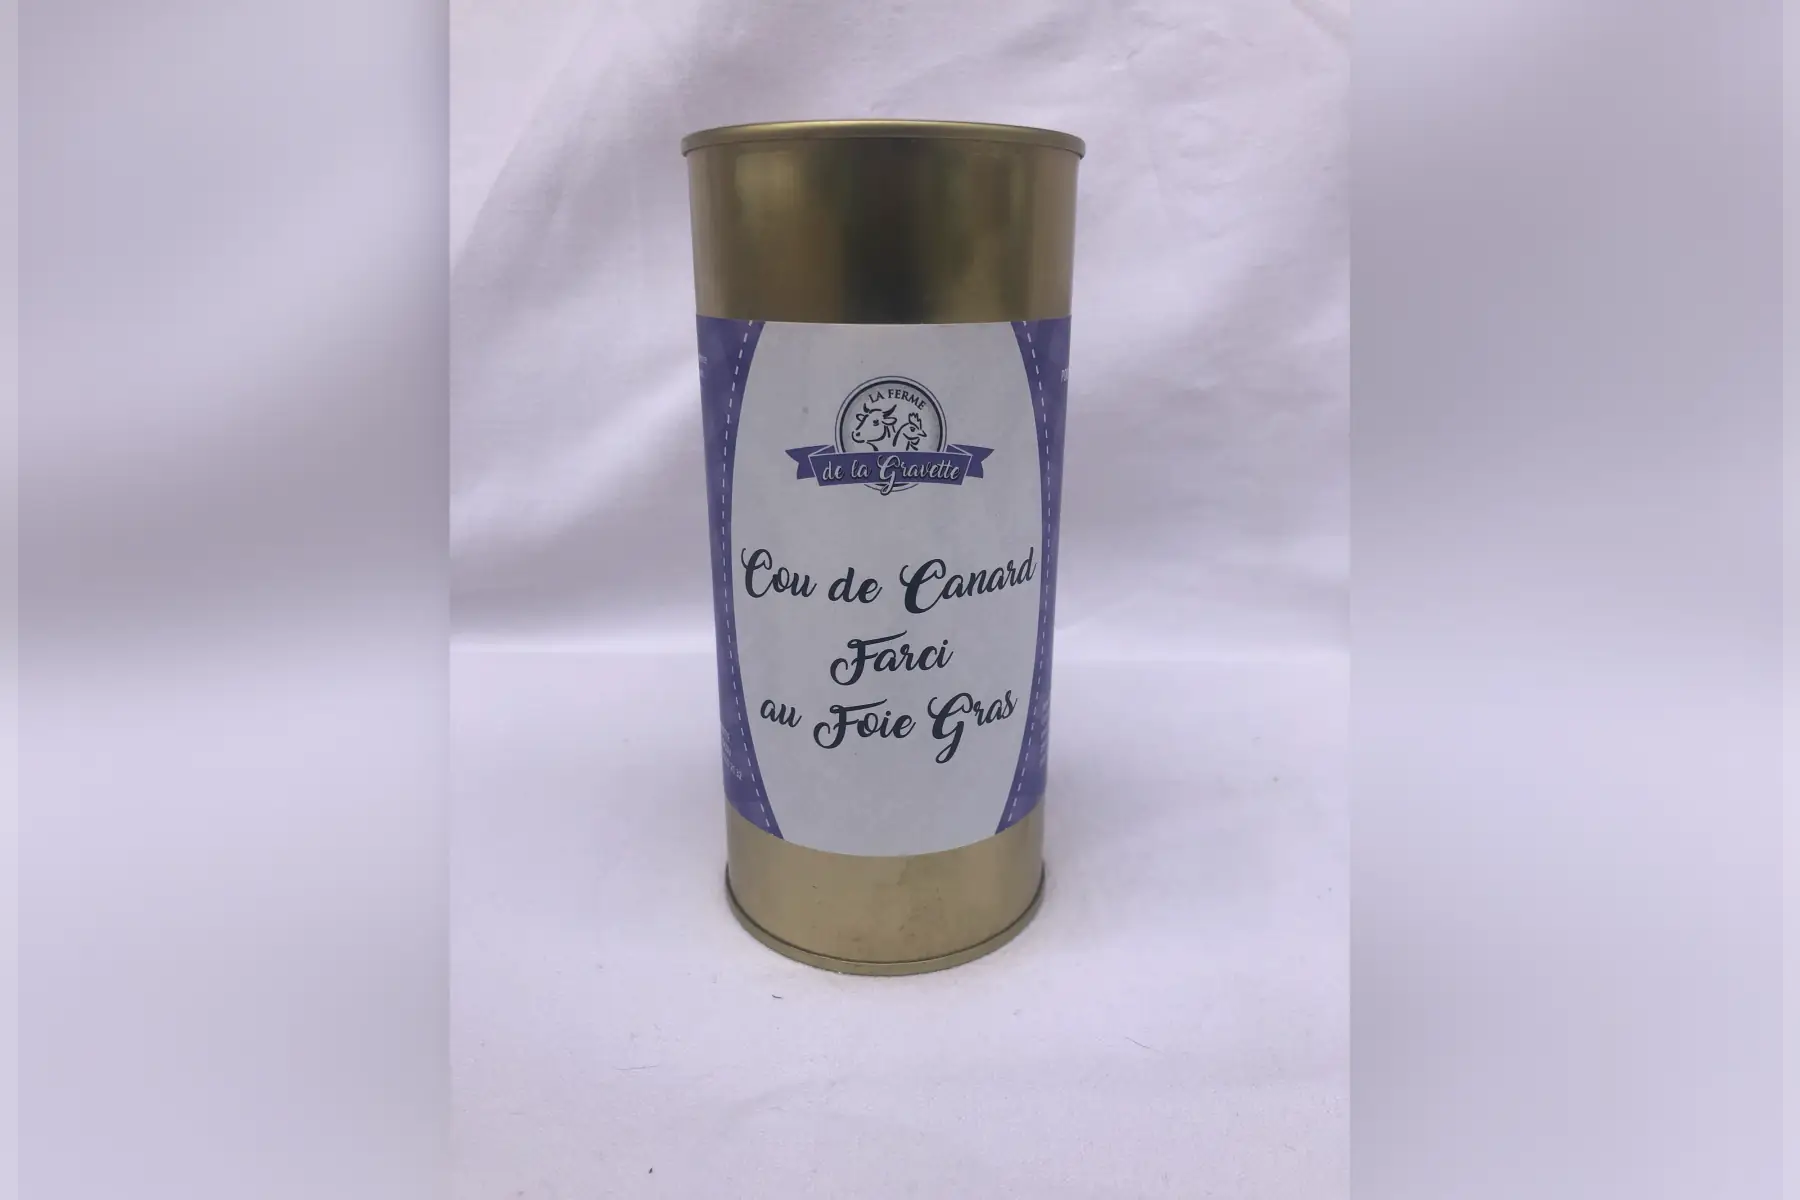 LA FERME
de la Gravette
Cou de Canard
Farci
au Foie Gras